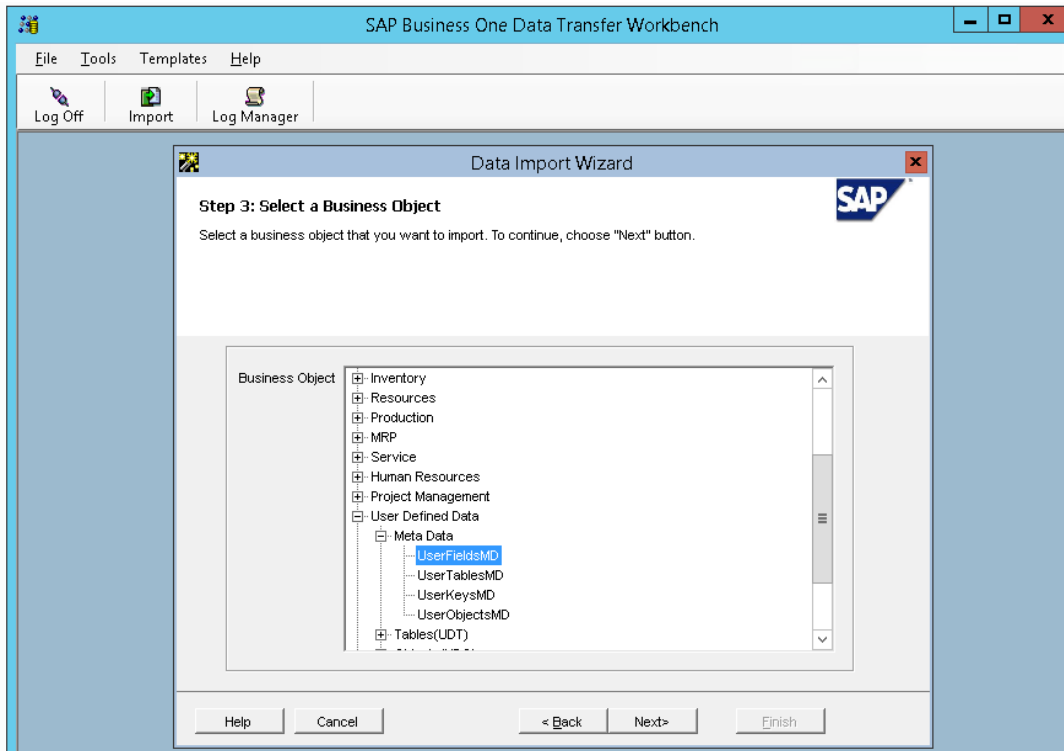 SAP Business One Data Transfer Workbench
File Tools Templates Help
Log Off Import Log Manager
Data Import Wizard
SAP
Step 3: Select a Business Object
Select a business object that you want to import. To continue, choose "Next" button.
Business Object
Inventory
Resources
Production
MRP
Service
Human Resources
Project Management
User Defined Data
Meta Data
UserFieldsMD
UserTablesMD
UserKeysMD
UserObjectsMD
Tables(UDT)
Help Cancel < Back Next> Finish